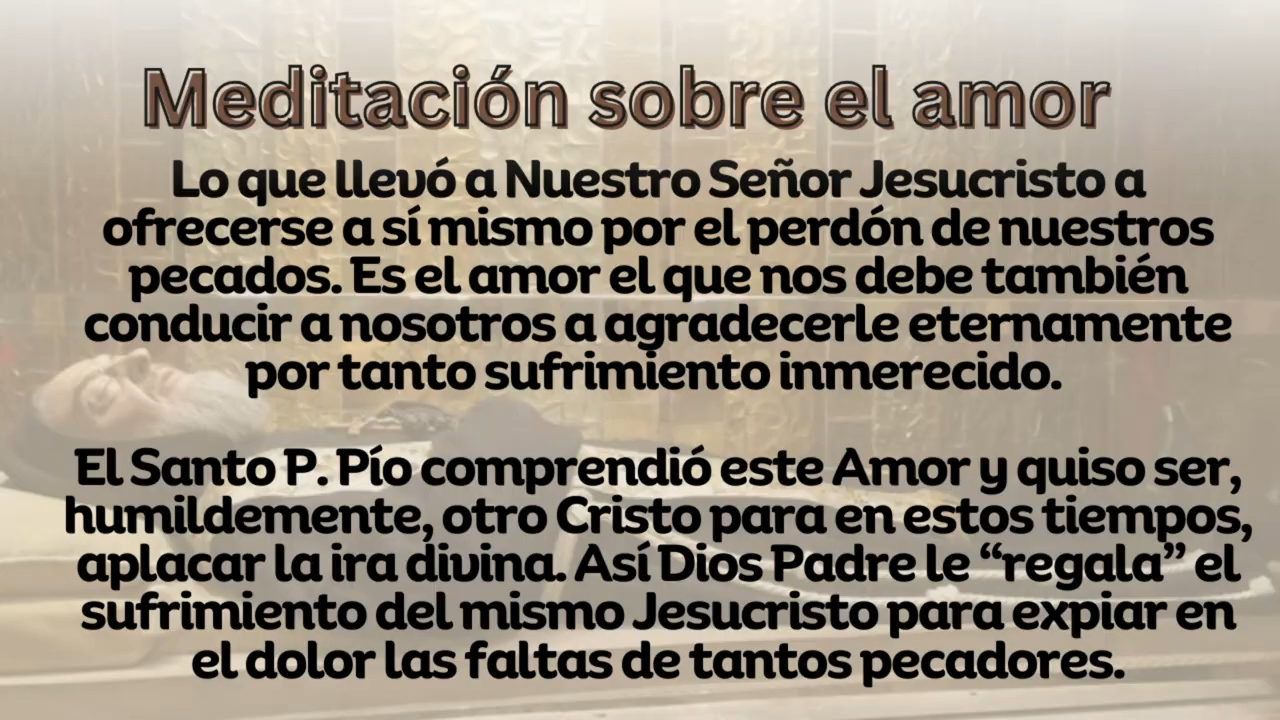 Meditación sobre el amor
Lo que llevó a Nuestro Señor Jesucristo a
ofrecerse a sí mismo por el perdón de nuestros
pecados. Es el amor el que nos debe también
conducir a nosotros a agradecerle eternamente
por tanto sufrimiento inmerecido.
El Santo P. Pío comprendió este Amor y quiso ser,
humildemente, otro Cristo para en estos tiempos,
aplacar la ira divina. Así Dios Padre le “regala” el
sufrimiento del mismo Jesucristo para expiar en
el dolor las faltas de tantos pecadores.